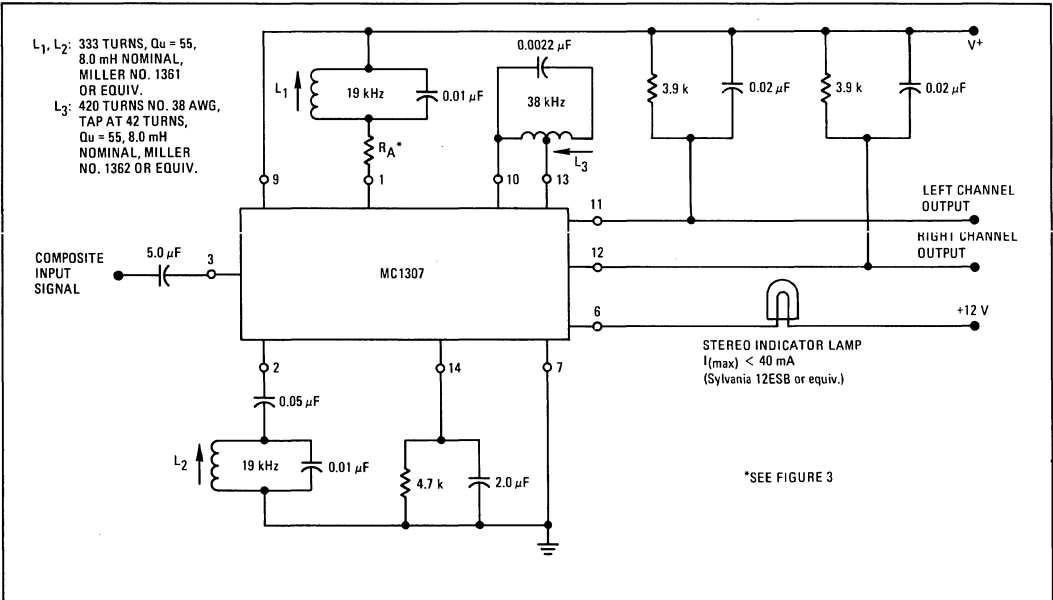 L1, L2: 333 TURNS, Qu = 55,
8.0 mH NOMINAL,
MILLER NO. 1361
OR EQUIV.
L3: 420 TURNS NO. 38 AWG,
TAP AT 42 TURNS,
Qu = 55, 8.0 mH
NOMINAL, MILLER
NO. 1362 OR EQUIV.
L1
19 kHz
0.01 μF
RA*
0.0022 μF
38 kHz
L3
3.9 k
0.02 μF
3.9 k
0.02 μF
V+
9
1
10
13
11
LEFT CHANNEL
OUTPUT
12
RIGHT CHANNEL
OUTPUT
COMPOSITE
INPUT
SIGNAL
5.0 μF
3
MC1307
6
+12 V
STEREO INDICATOR LAMP
I(max) < 40 mA
(Sylvania 12ESB or equiv.)
2
14
7
0.05 μF
L2
19 kHz
0.01 μF
4.7 k
2.0 μF
*SEE FIGURE 3